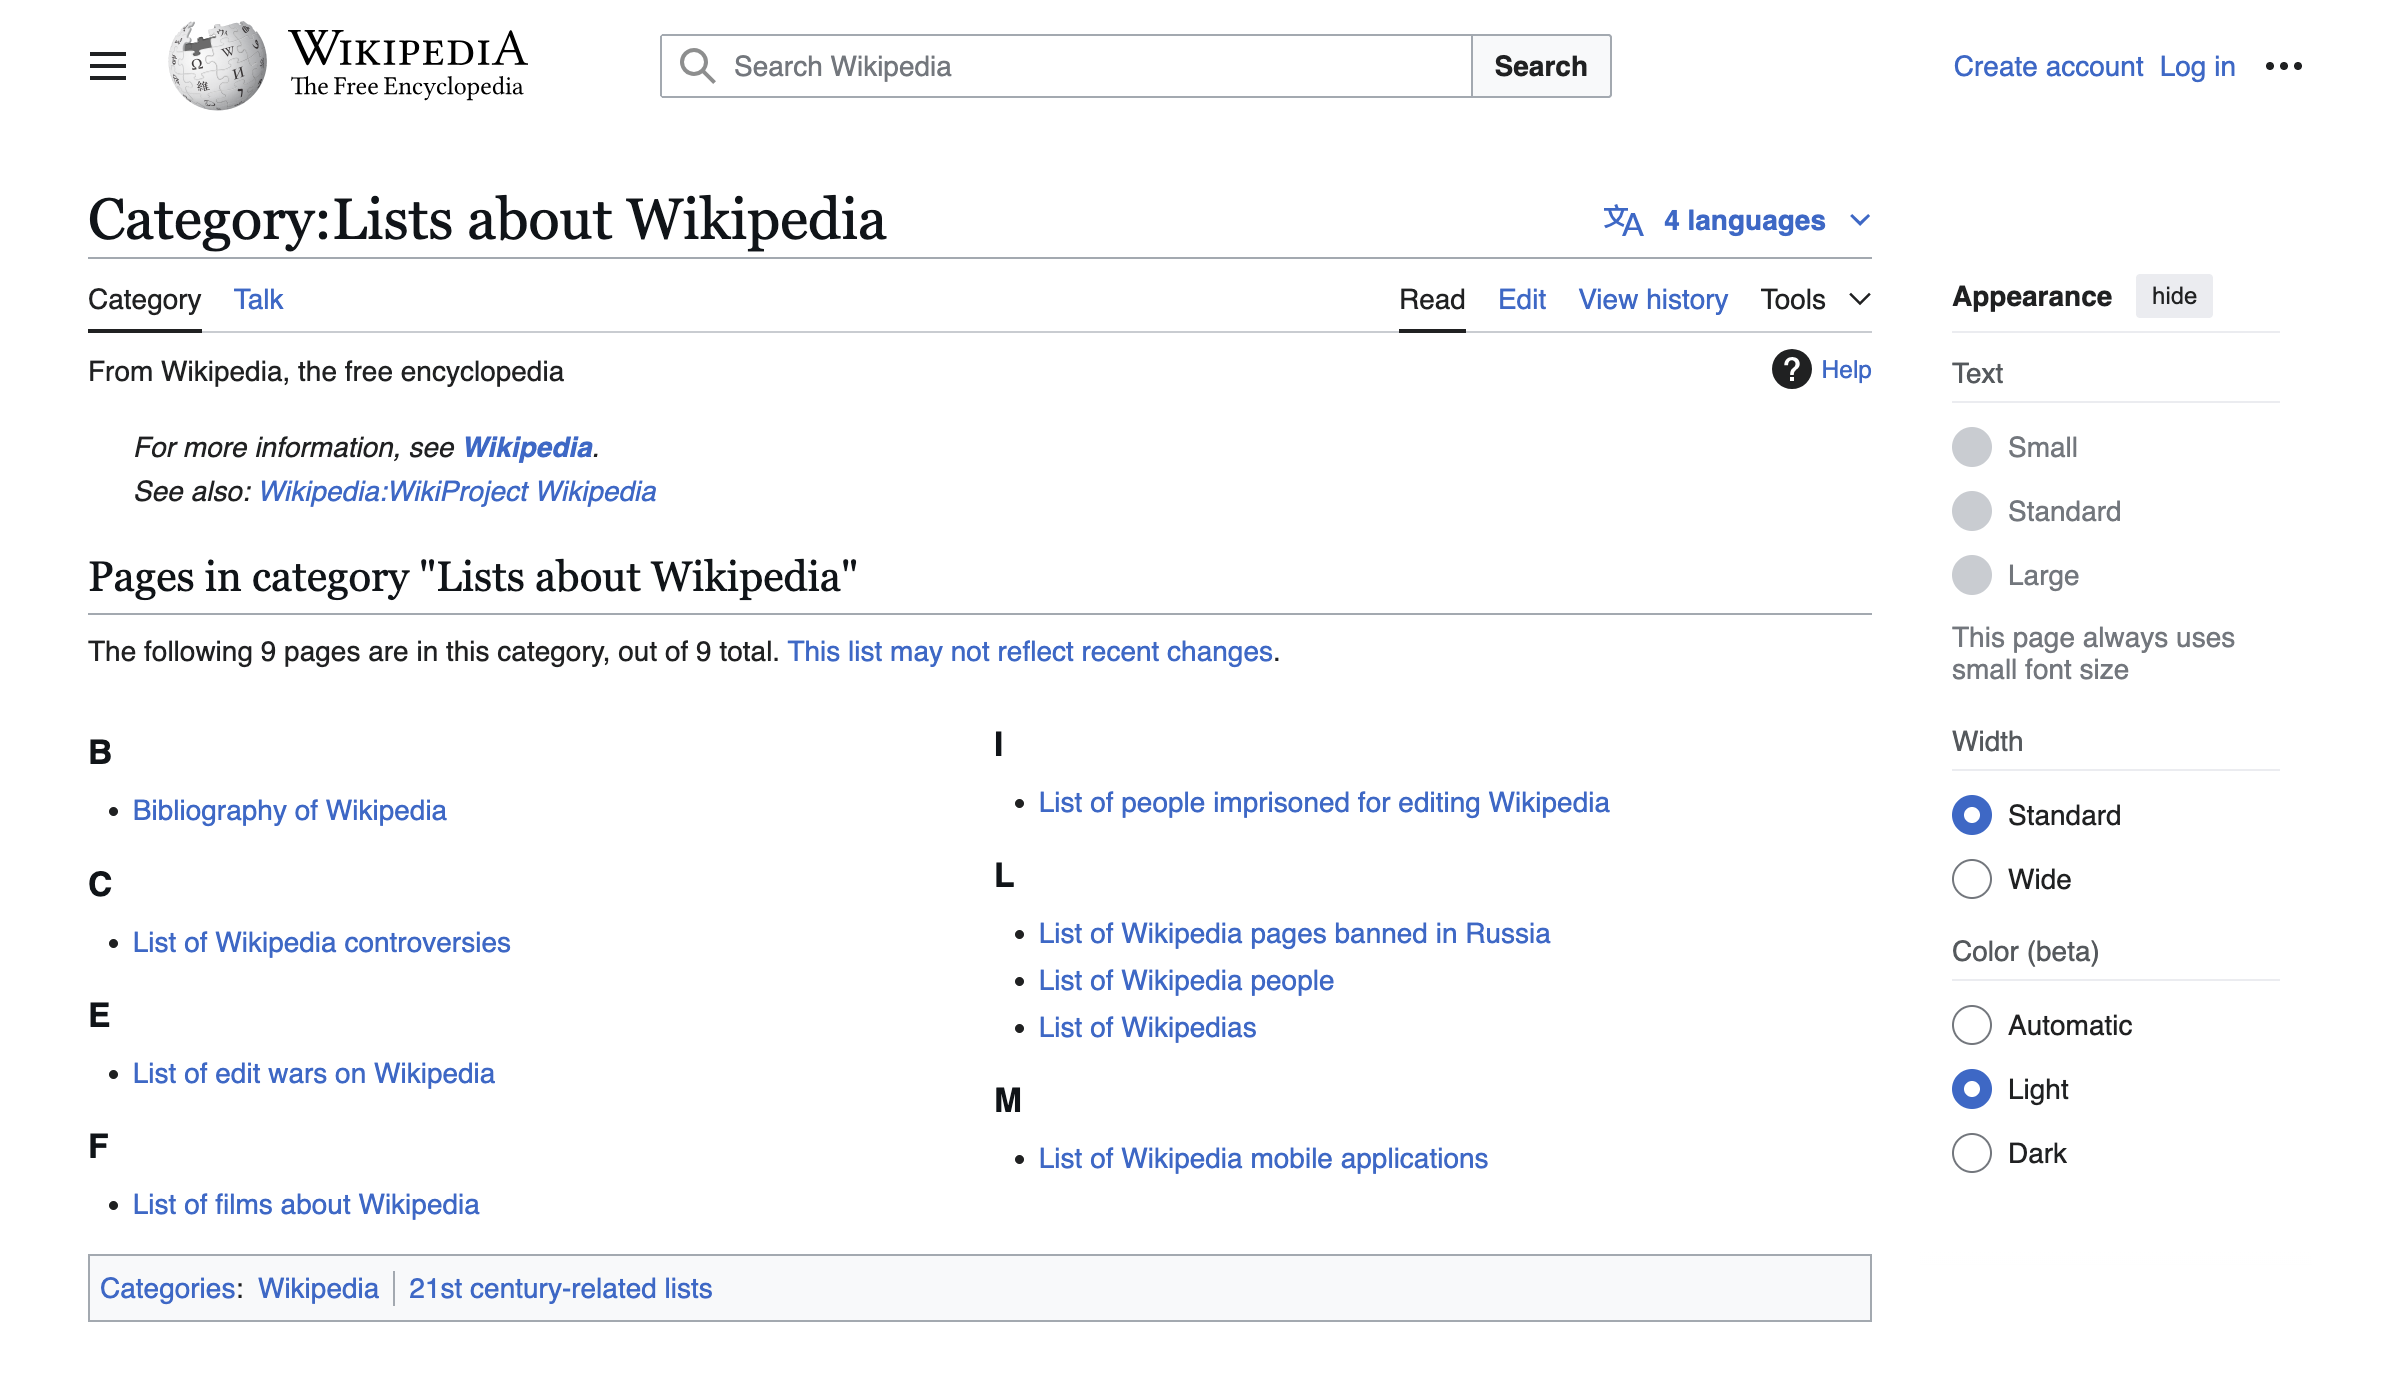 WIKIPEDIA
The Free Encyclopedia
Search Wikipedia
Search
Create account Log in
Category:Lists about Wikipedia
4 languages
Category Talk
Read Edit View history Tools
From Wikipedia, the free encyclopedia
Help
For more information, see Wikipedia.
See also: Wikipedia:WikiProject Wikipedia
Pages in category "Lists about Wikipedia"
The following 9 pages are in this category, out of 9 total. This list may not reflect recent changes.
B
Bibliography of Wikipedia
C
List of Wikipedia controversies
E
List of edit wars on Wikipedia
F
List of films about Wikipedia
I
List of people imprisoned for editing Wikipedia
L
List of Wikipedia pages banned in Russia
List of Wikipedia people
List of Wikipedias
M
List of Wikipedia mobile applications
Categories: Wikipedia | 21st century-related lists
Appearance hide
Text
Small
Standard
Large
This page always uses
small font size
Width
Standard
Wide
Color (beta)
Automatic
Light
Dark